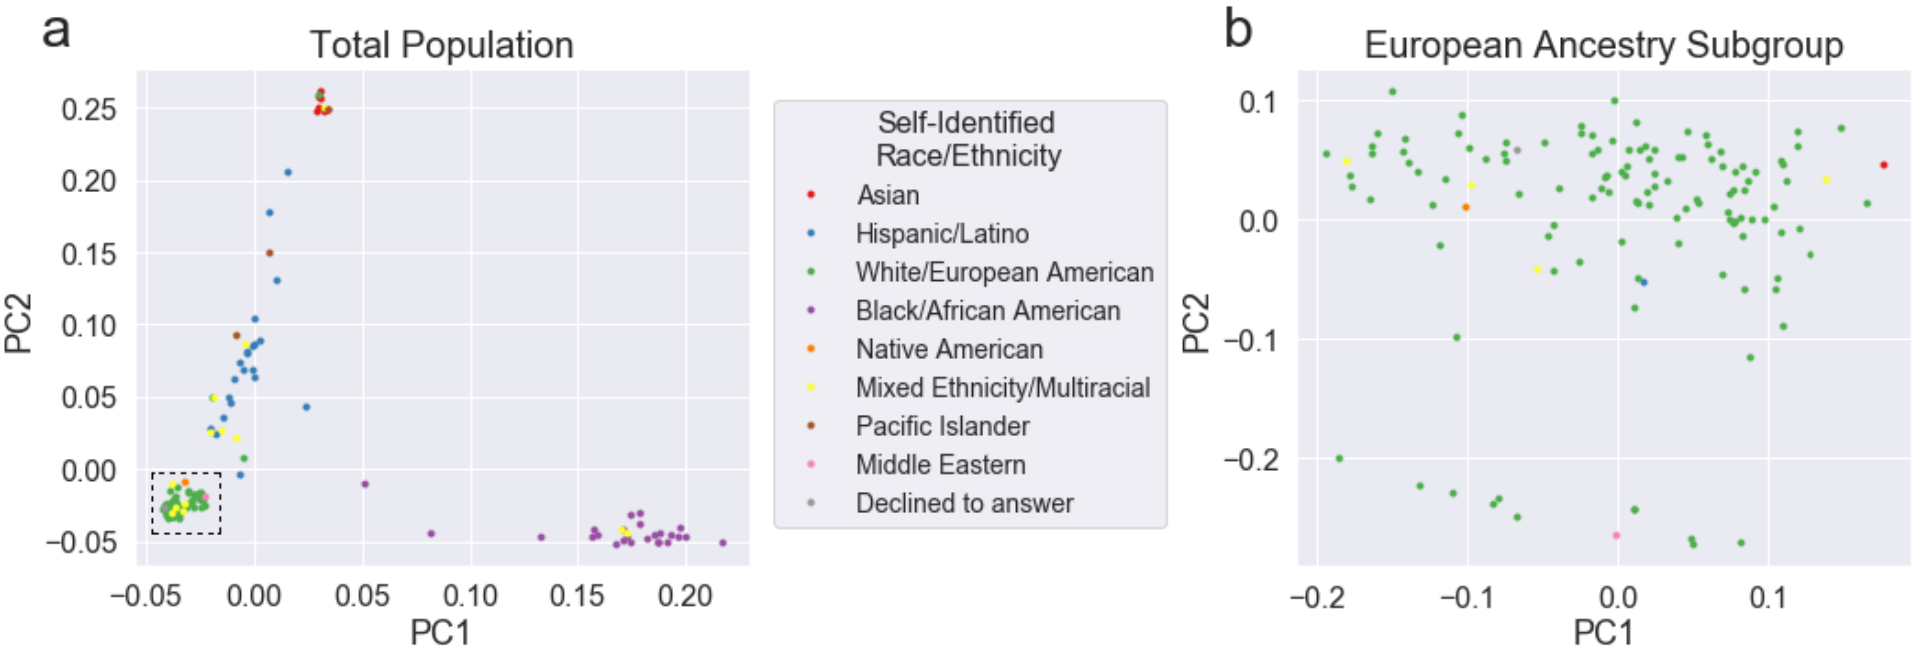 a
Total Population
0.25
0.20
0.15
0.10
0.05
0.00
−0.05
PC2
−0.05 0.00 0.05 0.10 0.15 0.20
PC1
Self-Identified
Race/Ethnicity
Asian
Hispanic/Latino
White/European American
Black/African American
Native American
Mixed Ethnicity/Multiracial
Pacific Islander
Middle Eastern
Declined to answer
b
European Ancestry Subgroup
0.1
0.0
−0.1
−0.2
PC2
−0.2 −0.1 0.0 0.1
PC1